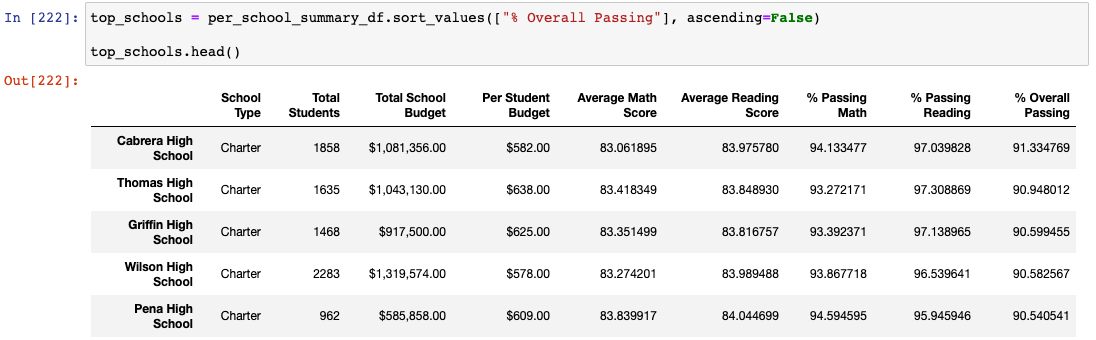 In [222]: top_schools = per_school_summary_df.sort_values(["% Overall Passing"], ascending=False)
top_schools.head()
Out[222]:
School Type Total Students Total School Budget Per Student Budget Average Math Score Average Reading Score % Passing Math % Passing Reading % Overall Passing
Cabrera High School Charter 1858 $1,081,356.00 $582.00 83.061895 83.975780 94.133477 97.039828 91.334769
Thomas High School Charter 1635 $1,043,130.00 $638.00 83.418349 83.848930 93.272171 97.308869 90.948012
Griffin High School Charter 1468 $917,500.00 $625.00 83.351499 83.816757 93.392371 97.138965 90.599455
Wilson High School Charter 2283 $1,319,574.00 $578.00 83.274201 83.989488 93.867718 96.539641 90.582567
Pena High School Charter 962 $585,858.00 $609.00 83.839917 84.044699 94.594595 95.945946 90.540541